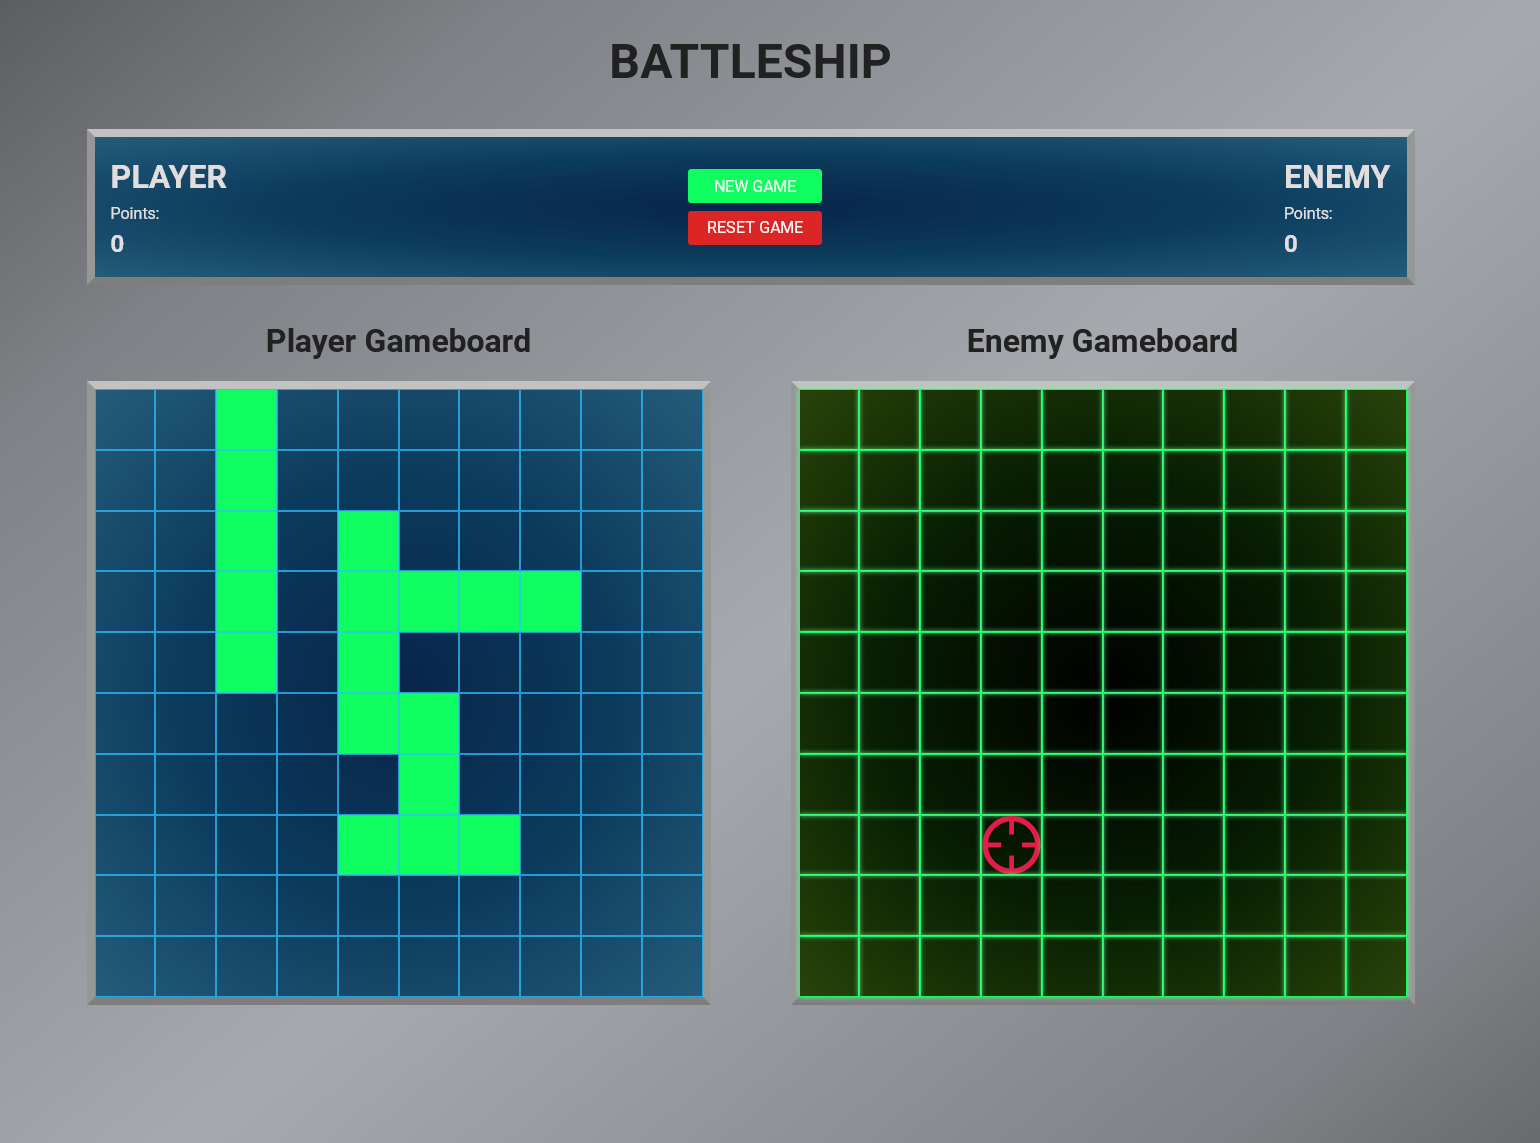 BATTLESHIP
PLAYER
Points:
0
NEW GAME
RESET GAME
ENEMY
Points:
0
Player Gameboard
Enemy Gameboard